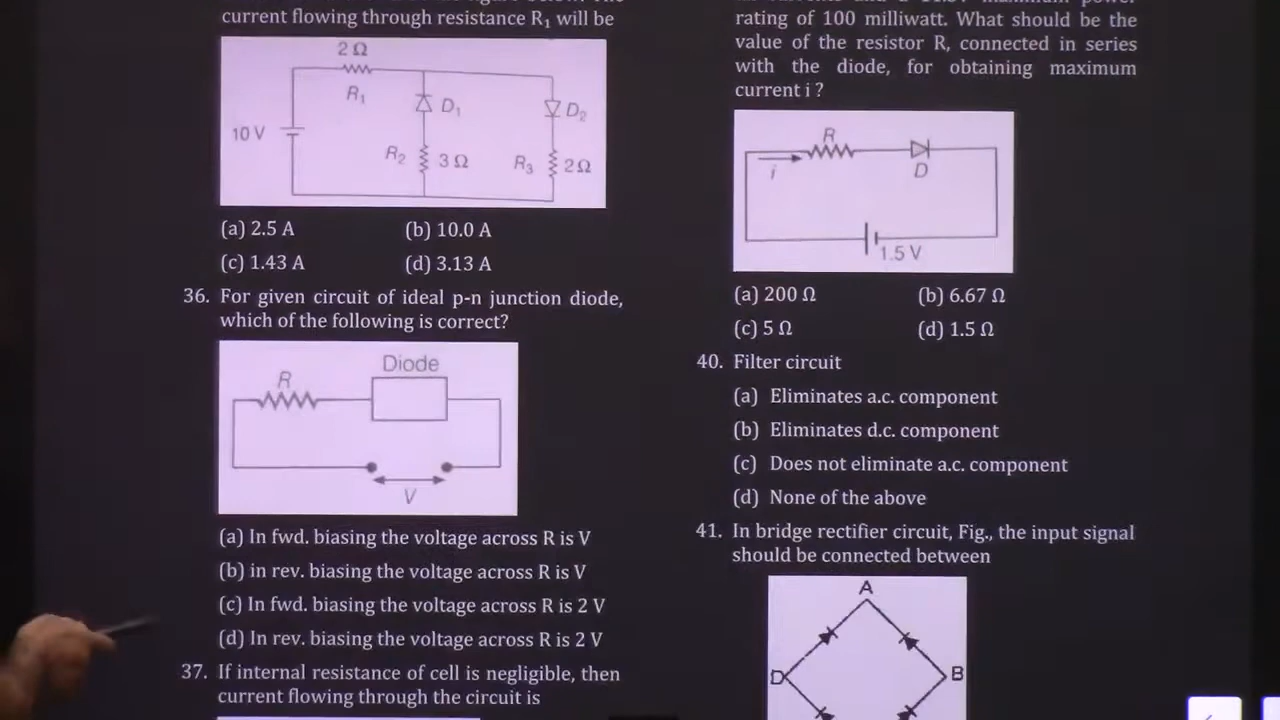 current flowing through resistance R₁ will be
2 Ω
R₁
D₁
D₂
10 V
R₂
3 Ω
R₃
2 Ω
(a) 2.5 A
(b) 10.0 A
(c) 1.43 A
(d) 3.13 A
36. For given circuit of ideal p-n junction diode,
which of the following is correct?
Diode
R
V
(a) In fwd. biasing the voltage across R is V
(b) in rev. biasing the voltage across R is V
(c) In fwd. biasing the voltage across R is 2 V
(d) In rev. biasing the voltage across R is 2 V
37. If internal resistance of cell is negligible, then
current flowing through the circuit is
rating of 100 milliwatt. What should be the
value of the resistor R, connected in series
with the diode, for obtaining maximum
current i ?
R
i
D
1.5 V
(a) 200 Ω
(b) 6.67 Ω
(c) 5 Ω
(d) 1.5 Ω
40. Filter circuit
(a) Eliminates a.c. component
(b) Eliminates d.c. component
(c) Does not eliminate a.c. component
(d) None of the above
41. In bridge rectifier circuit, Fig., the input signal
should be connected between
A
D
B